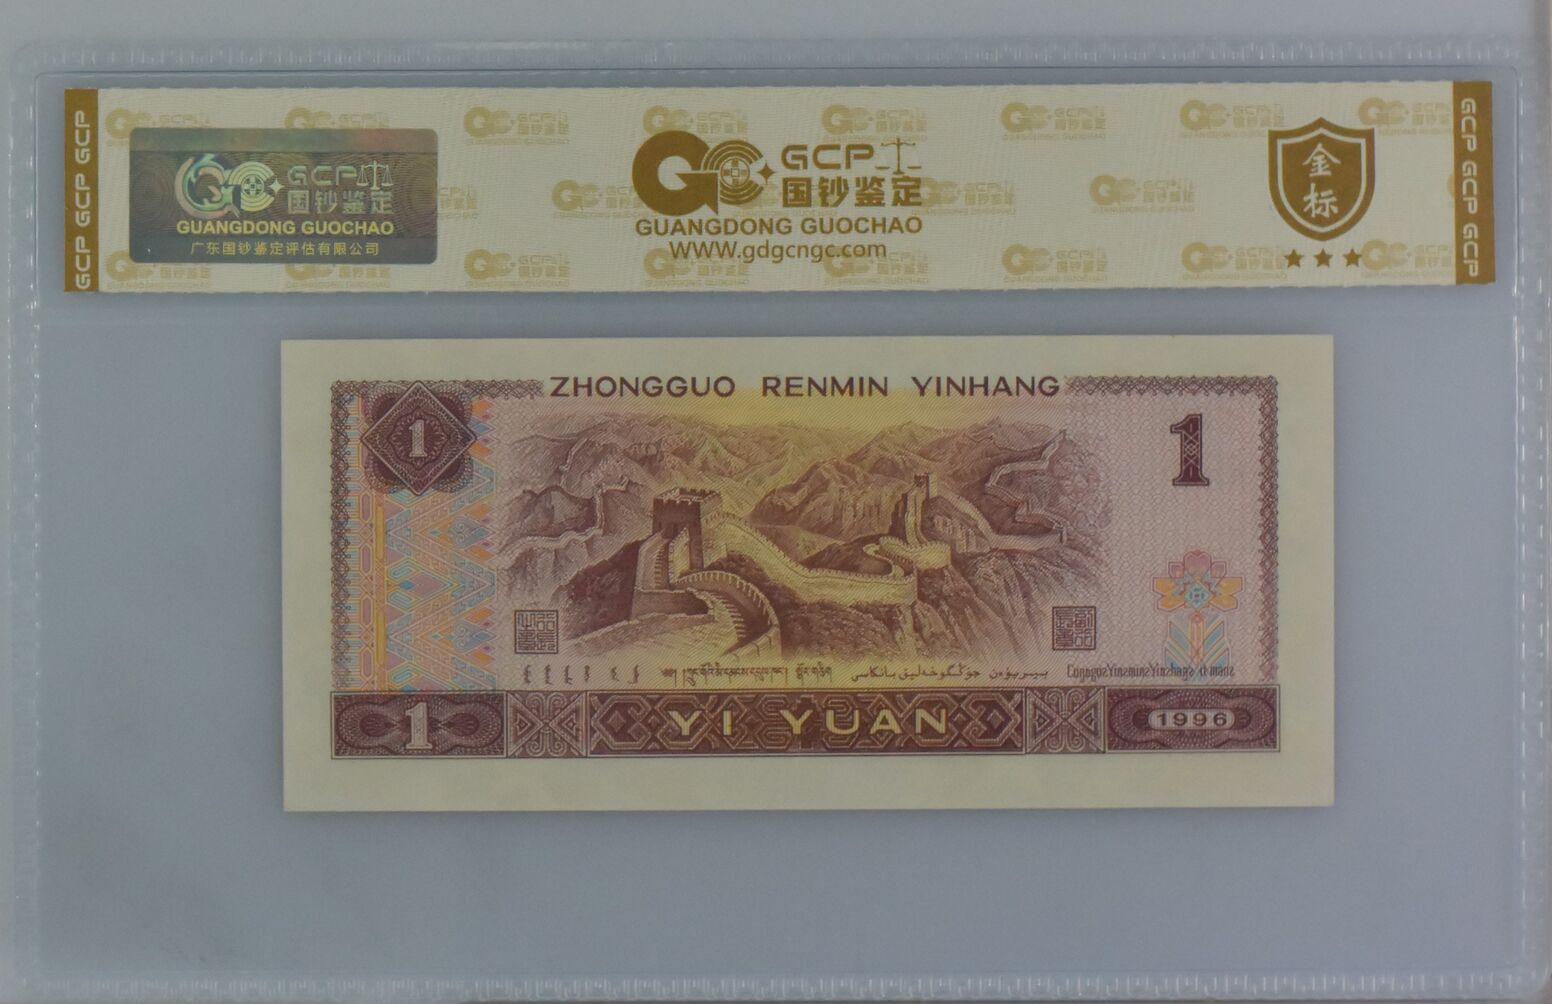 GCP GCP GCP
GCP
国钞鉴定
GUANGDONG GUOCHAO
广东国钞鉴定评估有限公司
GCP
国钞鉴定
GUANGDONG GUOCHAO
WWW.gdgcngc.com
金
标
GCP GCP GCP
ZHONGGUO RENMIN YINHANG
1
1
1
YI YUAN
1996